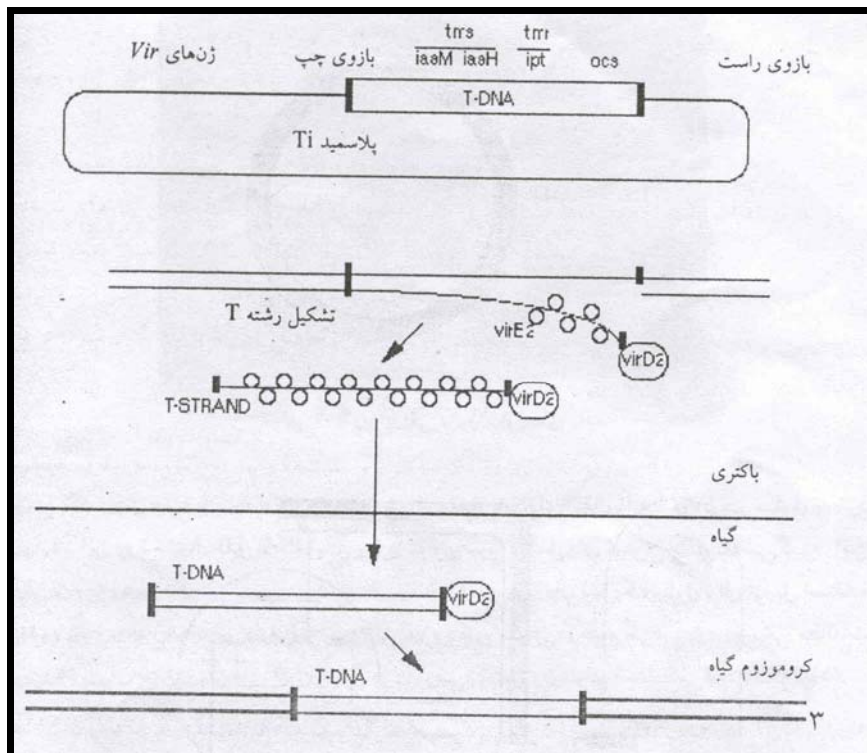 ژن‌های Vir بازوی چپ tms tmr ocs بازوی راست
iaaM iaaH ipt
T-DNA
پلاسمید Ti
تشکیل رشته T
virE2
virD2
T-STRAND
virD2
باکتری
گیاه
T-DNA
virD2
کروموزوم گیاه
T-DNA
۳